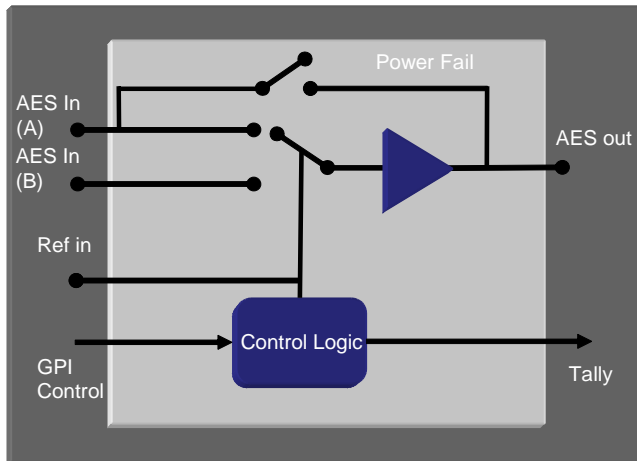 Power Fail
AES In
(A)
AES In
(B)
AES out
Ref in
Control Logic
GPI
Control
Tally